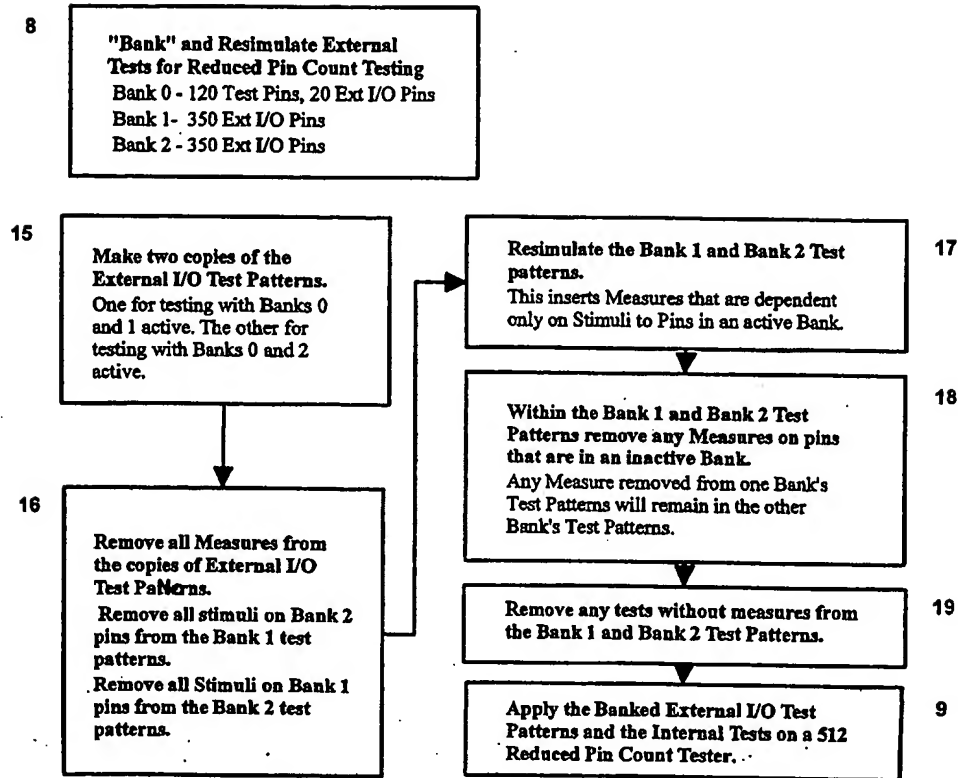 8
"Bank" and Resimulate External
Tests for Reduced Pin Count Testing
Bank 0 - 120 Test Pins, 20 Ext I/O Pins
Bank 1- 350 Ext I/O Pins
Bank 2 - 350 Ext I/O Pins
15
Make two copies of the
External I/O Test Patterns.
One for testing with Banks 0
and 1 active. The other for
testing with Banks 0 and 2
active.
16
Remove all Measures from
the copies of External I/O
Test PaNerns.
Remove all stimuli on Bank 2
pins from the Bank 1 test
patterns.
Remove all Stimuli on Bank 1
pins from the Bank 2 test
patterns.
17
Resimulate the Bank 1 and Bank 2 Test
patterns.
This inserts Measures that are dependent
only on Stimuli to Pins in an active Bank.
18
Within the Bank 1 and Bank 2 Test
Patterns remove any Measures on pins
that are in an inactive Bank.
Any Measure removed from one Bank's
Test Patterns will remain in the other
Bank's Test Patterns.
19
Remove any tests without measures from
the Bank 1 and Bank 2 Test Patterns.
9
Apply the Banked External I/O Test
Patterns and the Internal Tests on a 512
Reduced Pin Count Tester.